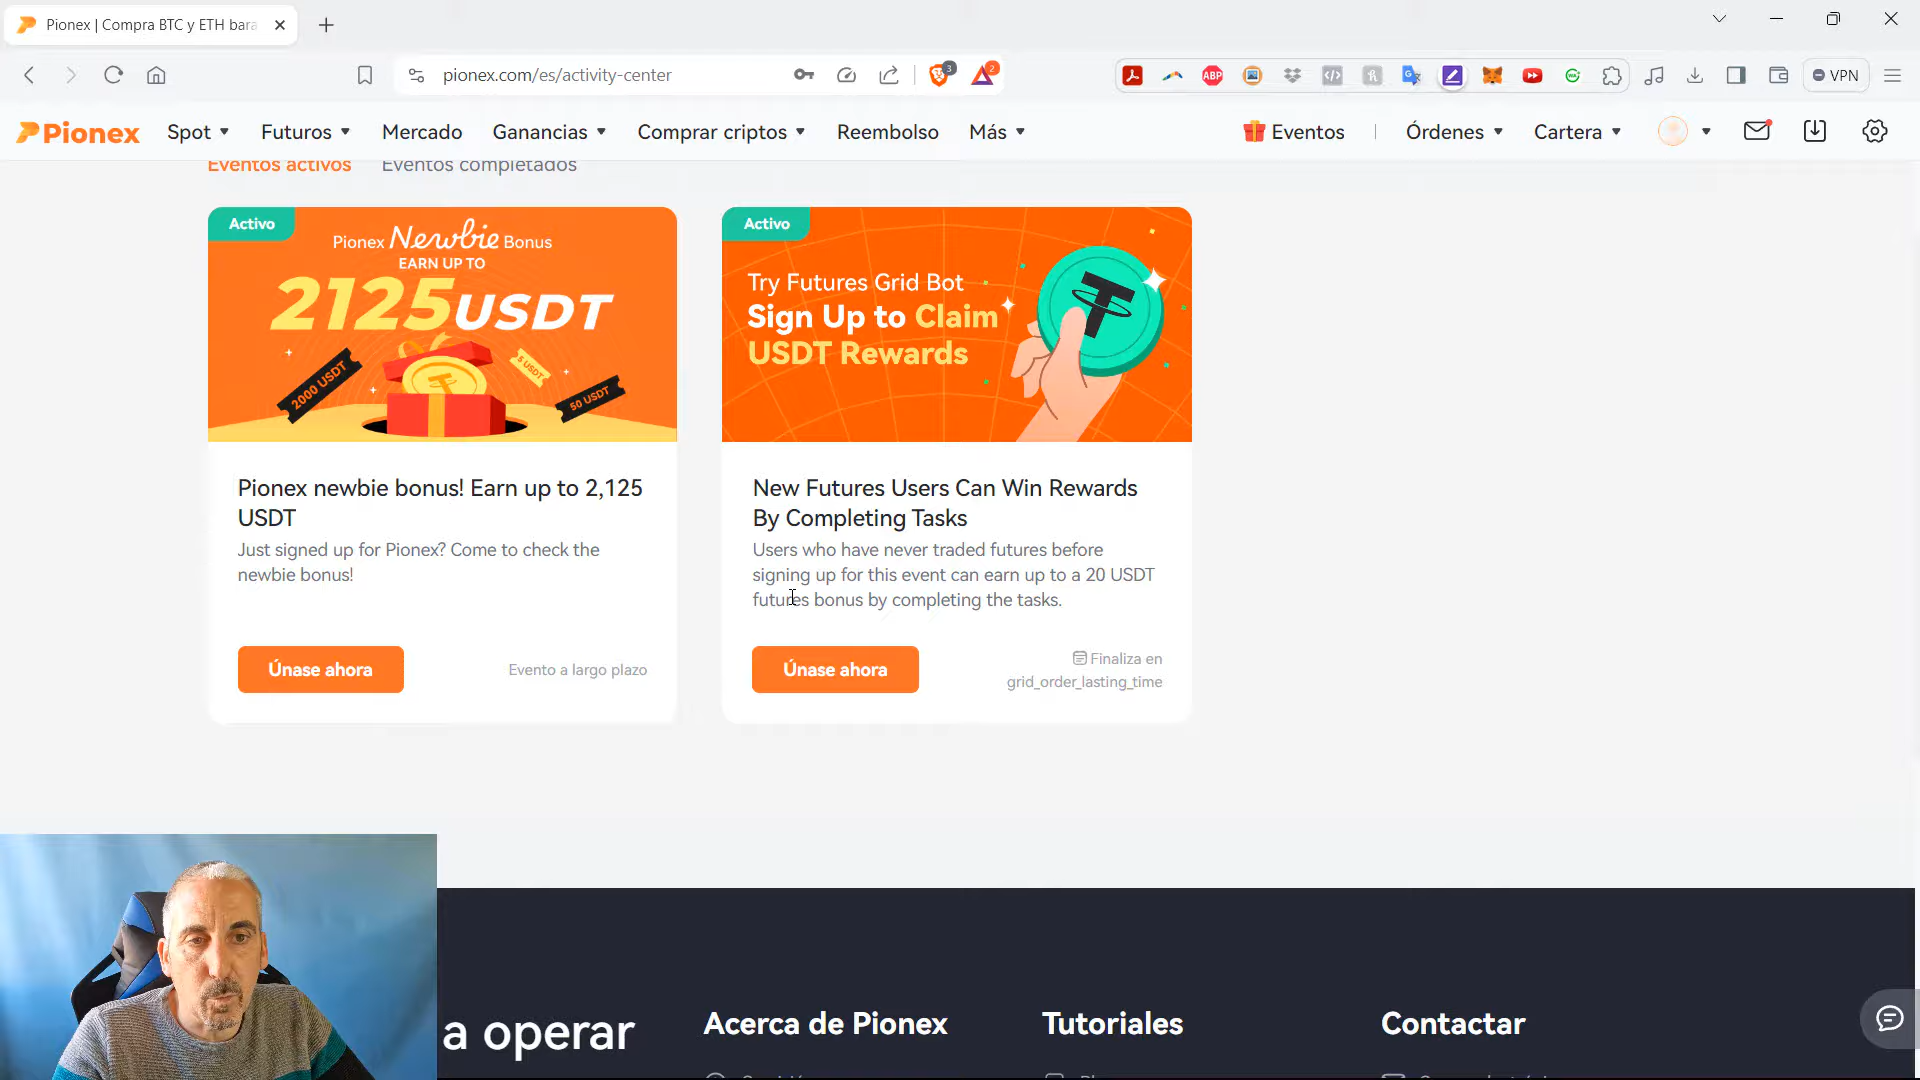 Pionex | Compra BTC y ETH bara
pionex.com/es/activity-center
3
2
ABP
VPN
Pionex
Spot
Futuros
Mercado
Ganancias
Comprar criptos
Reembolso
Más
Eventos
Órdenes
Cartera
Eventos activos
Eventos completados
Activo
Pionex Newbie Bonus
EARN UP TO
2125USDT
2000 USDT
5 USDT
50 USDT
Pionex newbie bonus! Earn up to 2,125
USDT
Just signed up for Pionex? Come to check the
newbie bonus!
Únase ahora
Evento a largo plazo
Activo
Try Futures Grid Bot
Sign Up to Claim
USDT Rewards
New Futures Users Can Win Rewards
By Completing Tasks
Users who have never traded futures before
signing up for this event can earn up to a 20 USDT
futures bonus by completing the tasks.
Únase ahora
Finaliza en
grid_order_lasting_time
a operar
Acerca de Pionex
Tutoriales
Contactar